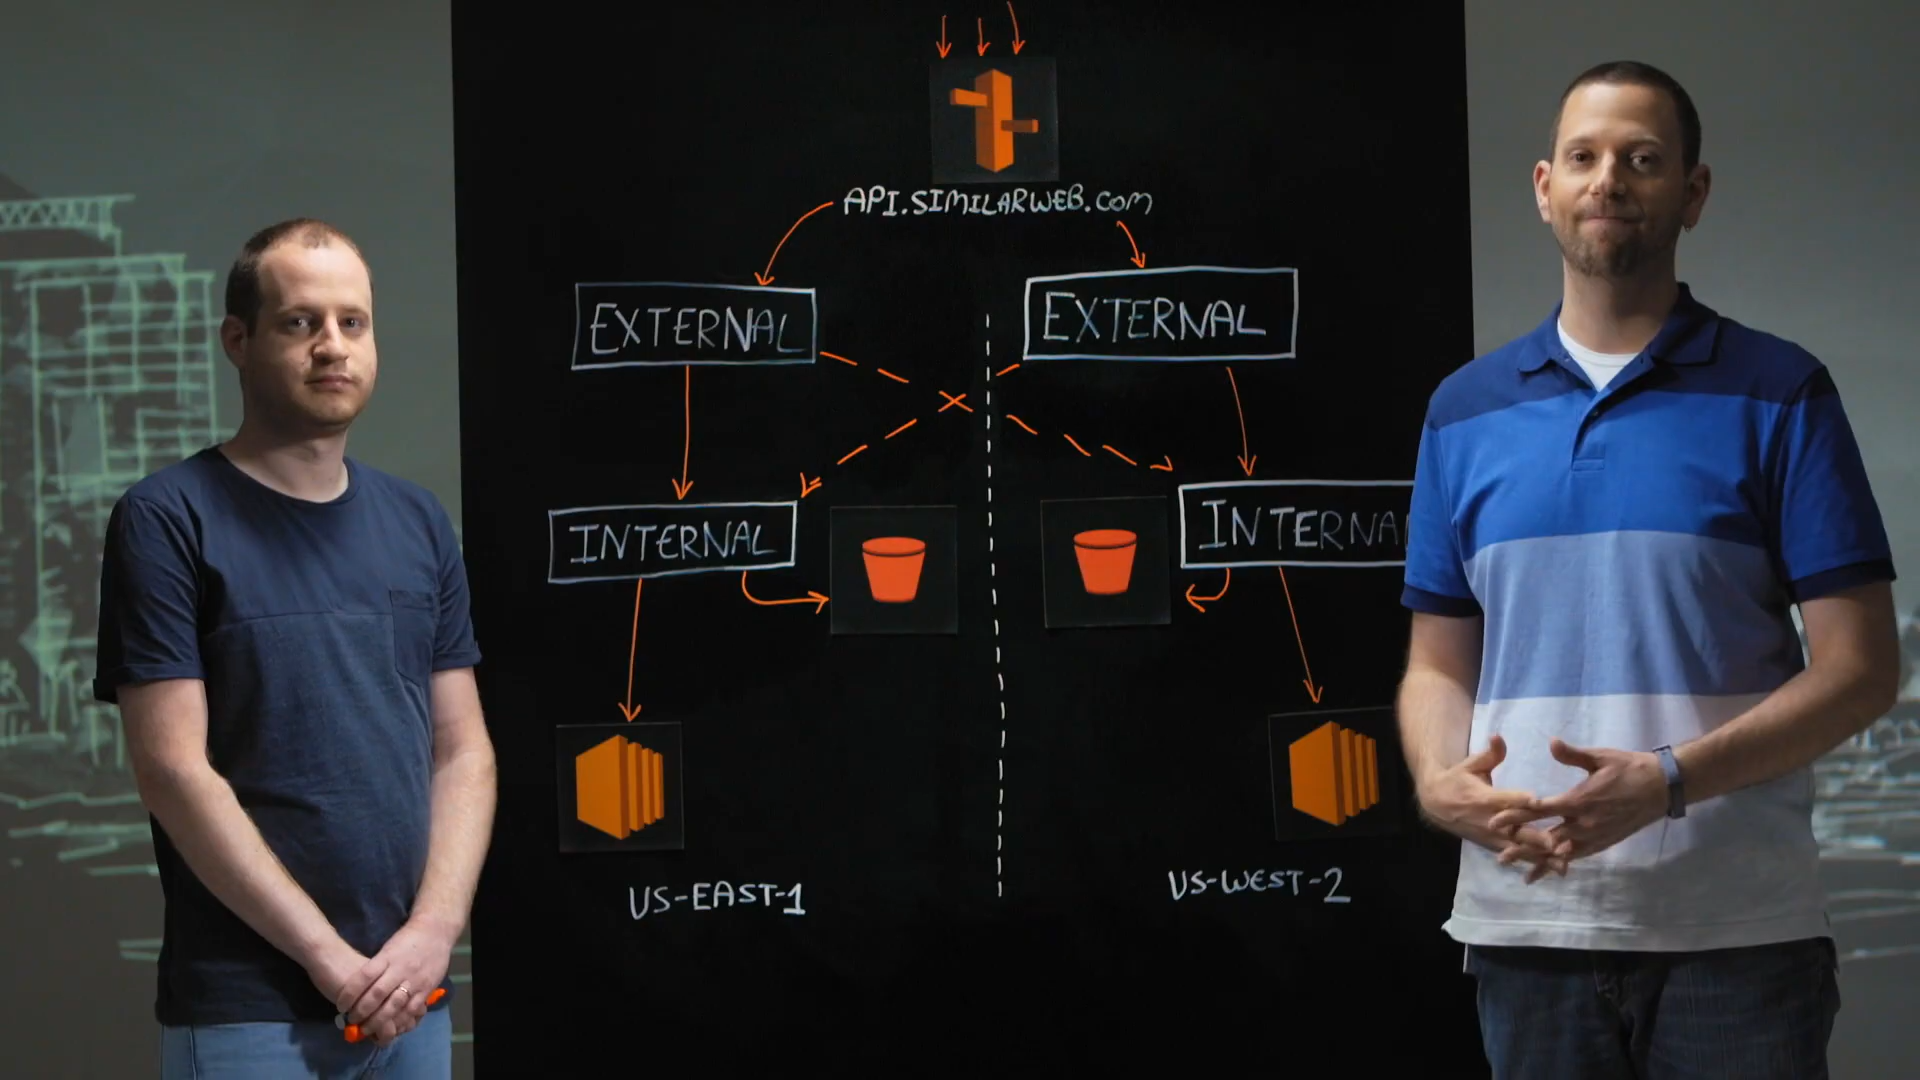 API.SIMILARWEB.COM
EXTERNAL
EXTERNAL
INTERNAL
INTERNA
US-EAST-1
US-WEST-2